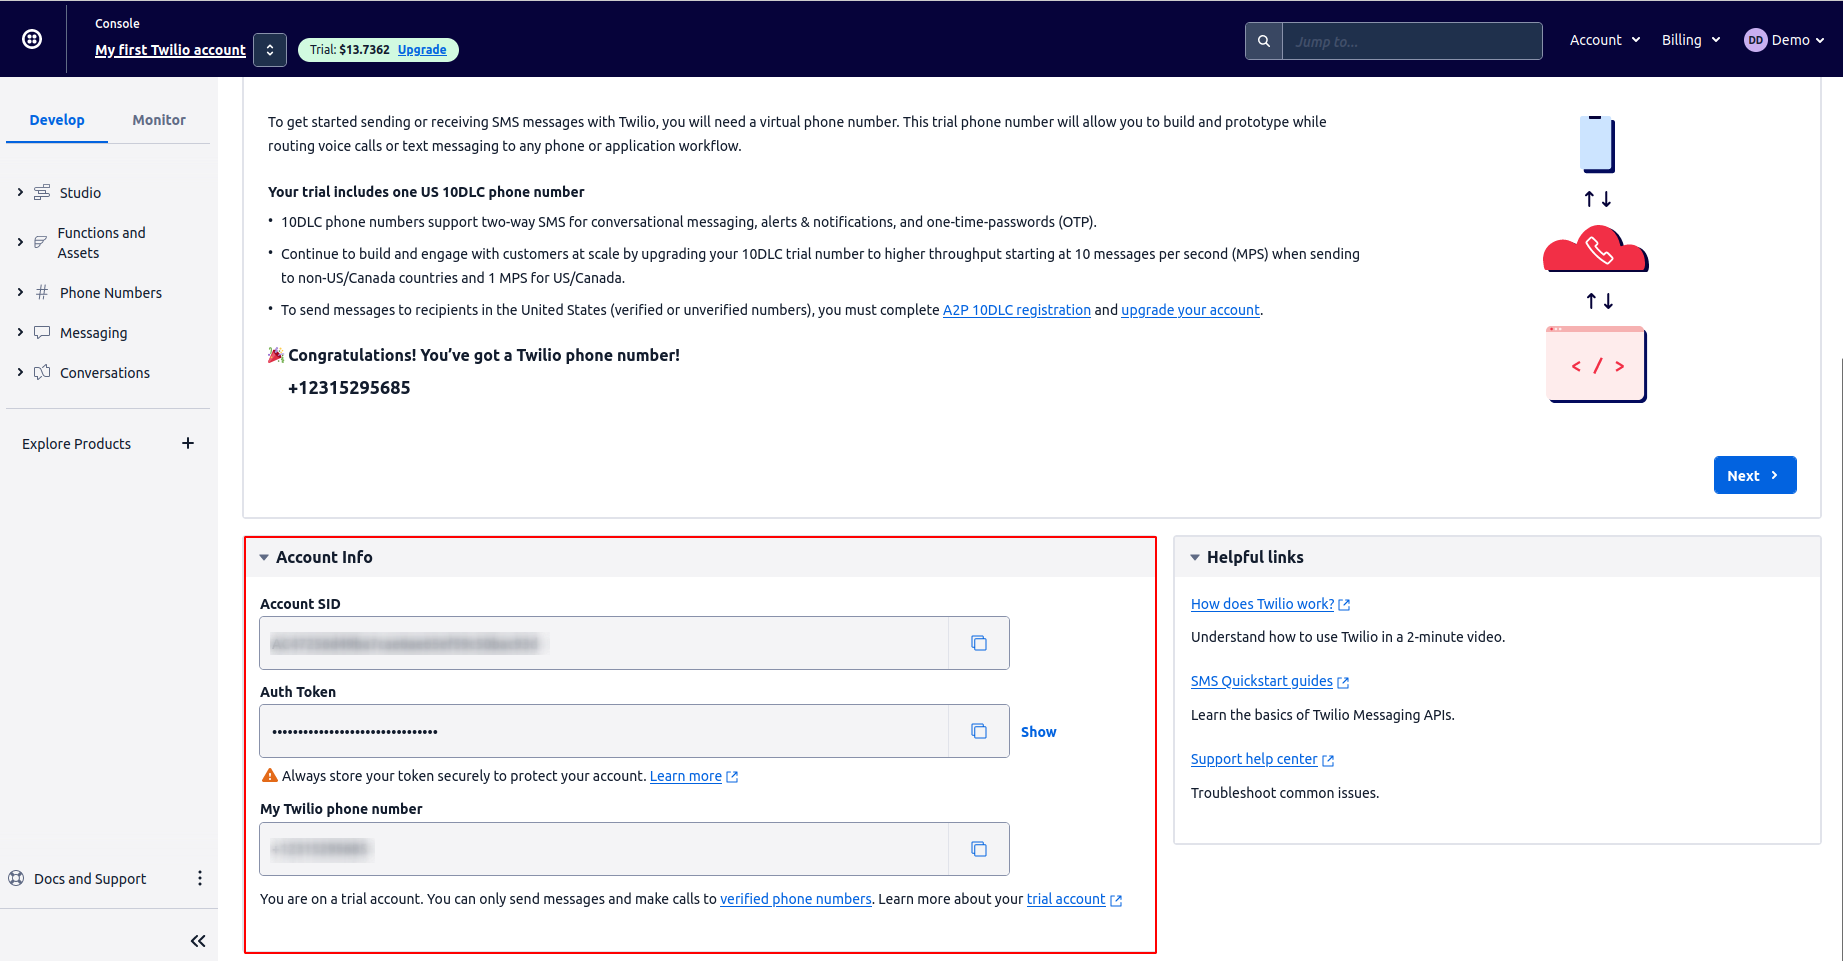 Console
My first Twilio account
Trial: $13.7362 Upgrade
Jump to...
Account
Billing
DD Demo
Develop
Monitor
Studio
Functions and
Assets
Phone Numbers
Messaging
Conversations
Explore Products
Docs and Support
To get started sending or receiving SMS messages with Twilio, you will need a virtual phone number. This trial phone number will allow you to build and prototype while
routing voice calls or text messaging to any phone or application workflow.
Your trial includes one US 10DLC phone number
• 10DLC phone numbers support two-way SMS for conversational messaging, alerts & notifications, and one-time-passwords (OTP).
• Continue to build and engage with customers at scale by upgrading your 10DLC trial number to higher throughput starting at 10 messages per second (MPS) when sending
to non-US/Canada countries and 1 MPS for US/Canada.
• To send messages to recipients in the United States (verified or unverified numbers), you must complete A2P 10DLC registration and upgrade your account.
Congratulations! You’ve got a Twilio phone number!
+12315295685
< / >
Next
Account Info
Account SID
Auth Token
••••••••••••••••••••••••••••••••
Show
Always store your token securely to protect your account. Learn more
My Twilio phone number
You are on a trial account. You can only send messages and make calls to verified phone numbers. Learn more about your trial account
Helpful links
How does Twilio work?
Understand how to use Twilio in a 2-minute video.
SMS Quickstart guides
Learn the basics of Twilio Messaging APIs.
Support help center
Troubleshoot common issues.